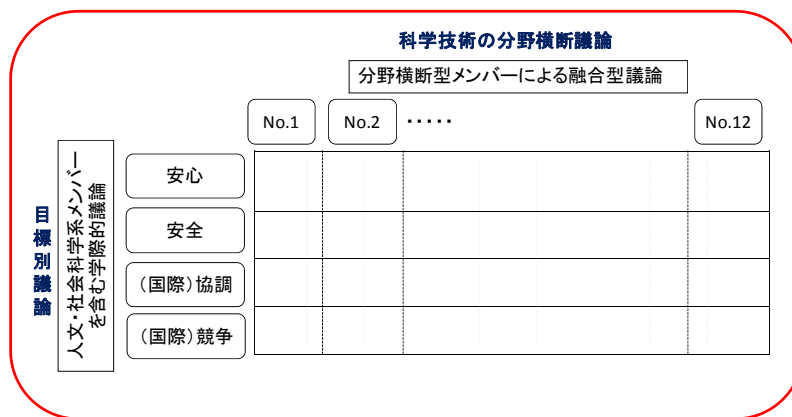 科学技術の分野横断議論
分野横断型メンバーによる融合型議論
No.1
No.2
・・・・・
No.12
目標別議論
人文・社会科学系メンバー
を含む学際的議論
安心
安全
（国際）協調
（国際）競争